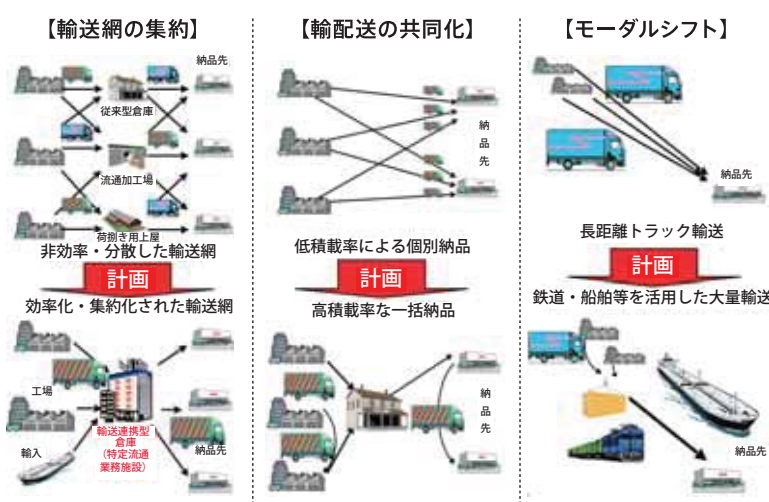 【輸送網の集約】
納品先
従来型倉庫
流通加工場
荷捌き用上屋
非効率・分散した輸送網
計画
効率化・集約化された輸送網
工場
輸入
輸送連携型
倉庫
（特定流通
業務施設）
納品先
【輸配送の共同化】
納品先
低積載率による個別納品
計画
高積載率な一括納品
納品先
【モーダルシフト】
納品先
長距離トラック輸送
計画
鉄道・船舶等を活用した大量輸送
納品先